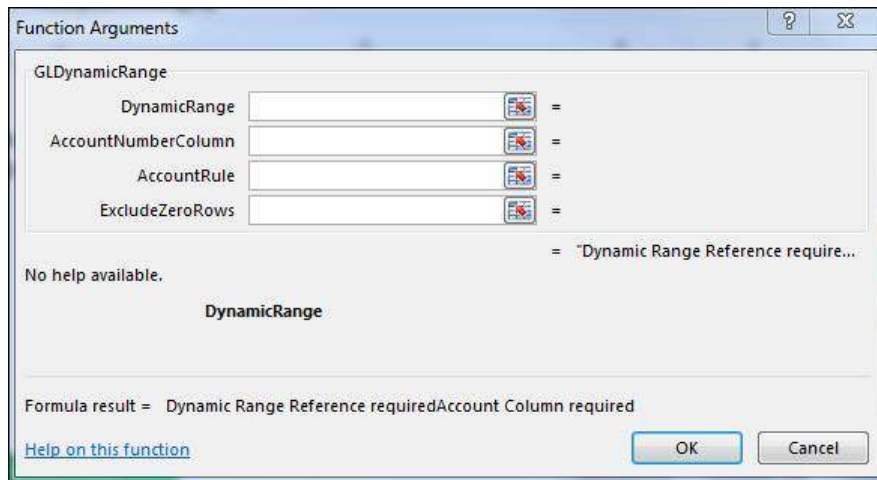 Function Arguments
GLDynamicRange
DynamicRange =
AccountNumberColumn =
AccountRule =
ExcludeZeroRows =
= "Dynamic Range Reference require...
No help available.
DynamicRange
Formula result = Dynamic Range Reference requiredAccount Column required
Help on this function
OK Cancel